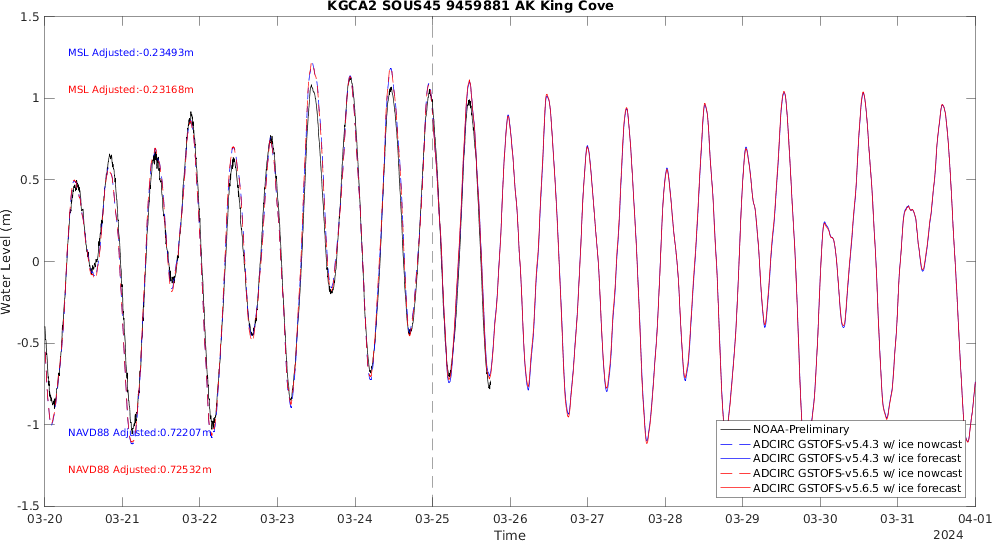 KGCA2 SOUS45 9459881 AK King Cove
1.5
MSL Adjusted:-0.23493m
MSL Adjusted:-0.23168m
1
0.5
Water Level (m)
0
-0.5
-1
NAVD88 Adjusted:0.72207m
NAVD88 Adjusted:0.72532m
-1.5
NOAA-Preliminary
ADCIRC GSTOFS-v5.4.3 w/ ice nowcast
ADCIRC GSTOFS-v5.4.3 w/ ice forecast
ADCIRC GSTOFS-v5.6.5 w/ ice nowcast
ADCIRC GSTOFS-v5.6.5 w/ ice forecast
03-20 03-21 03-22 03-23 03-24 03-25 03-26 03-27 03-28 03-29 03-30 03-31 04-01
Time
2024